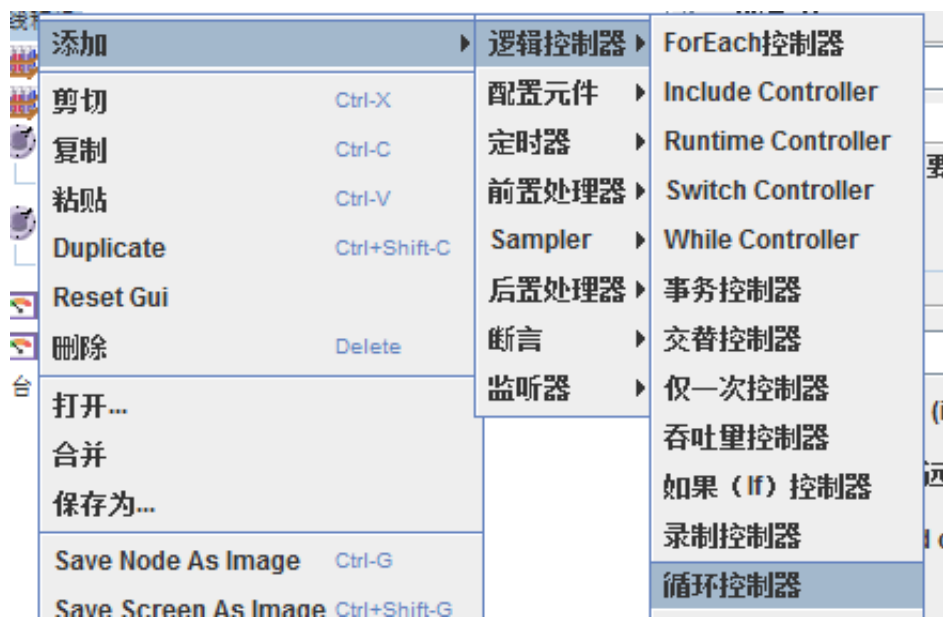 添加
剪切 Ctrl-X
复制 Ctrl-C
粘贴 Ctrl-V
Duplicate Ctrl+Shift-C
Reset Gui
删除 Delete
打开...
合并
保存为...
Save Node As Image Ctrl-G
Save Screen As Image Ctrl+Shift-G
逻辑控制器
配置元件
定时器
前置处理器
Sampler
后置处理器
断言
监听器
ForEach控制器
Include Controller
Runtime Controller
Switch Controller
While Controller
事务控制器
交替控制器
仅一次控制器
吞吐量控制器
如果（If）控制器
录制控制器
循环控制器
台
(i